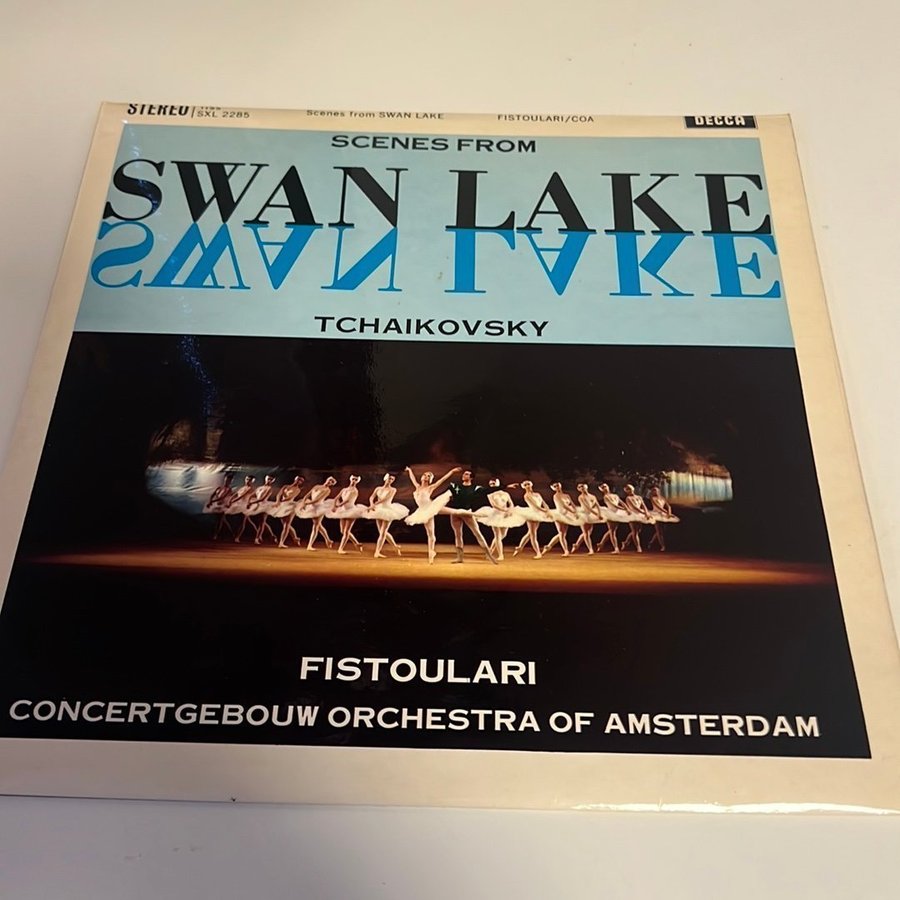 STEREO SXL 2285 Scenes from SWAN LAKE FISTOULARI/COA DECCA
SCENES FROM
SWAN LAKE
SWAN LAKE
TCHAIKOVSKY
FISTOULARI
CONCERTGEBOUW ORCHESTRA OF AMSTERDAM